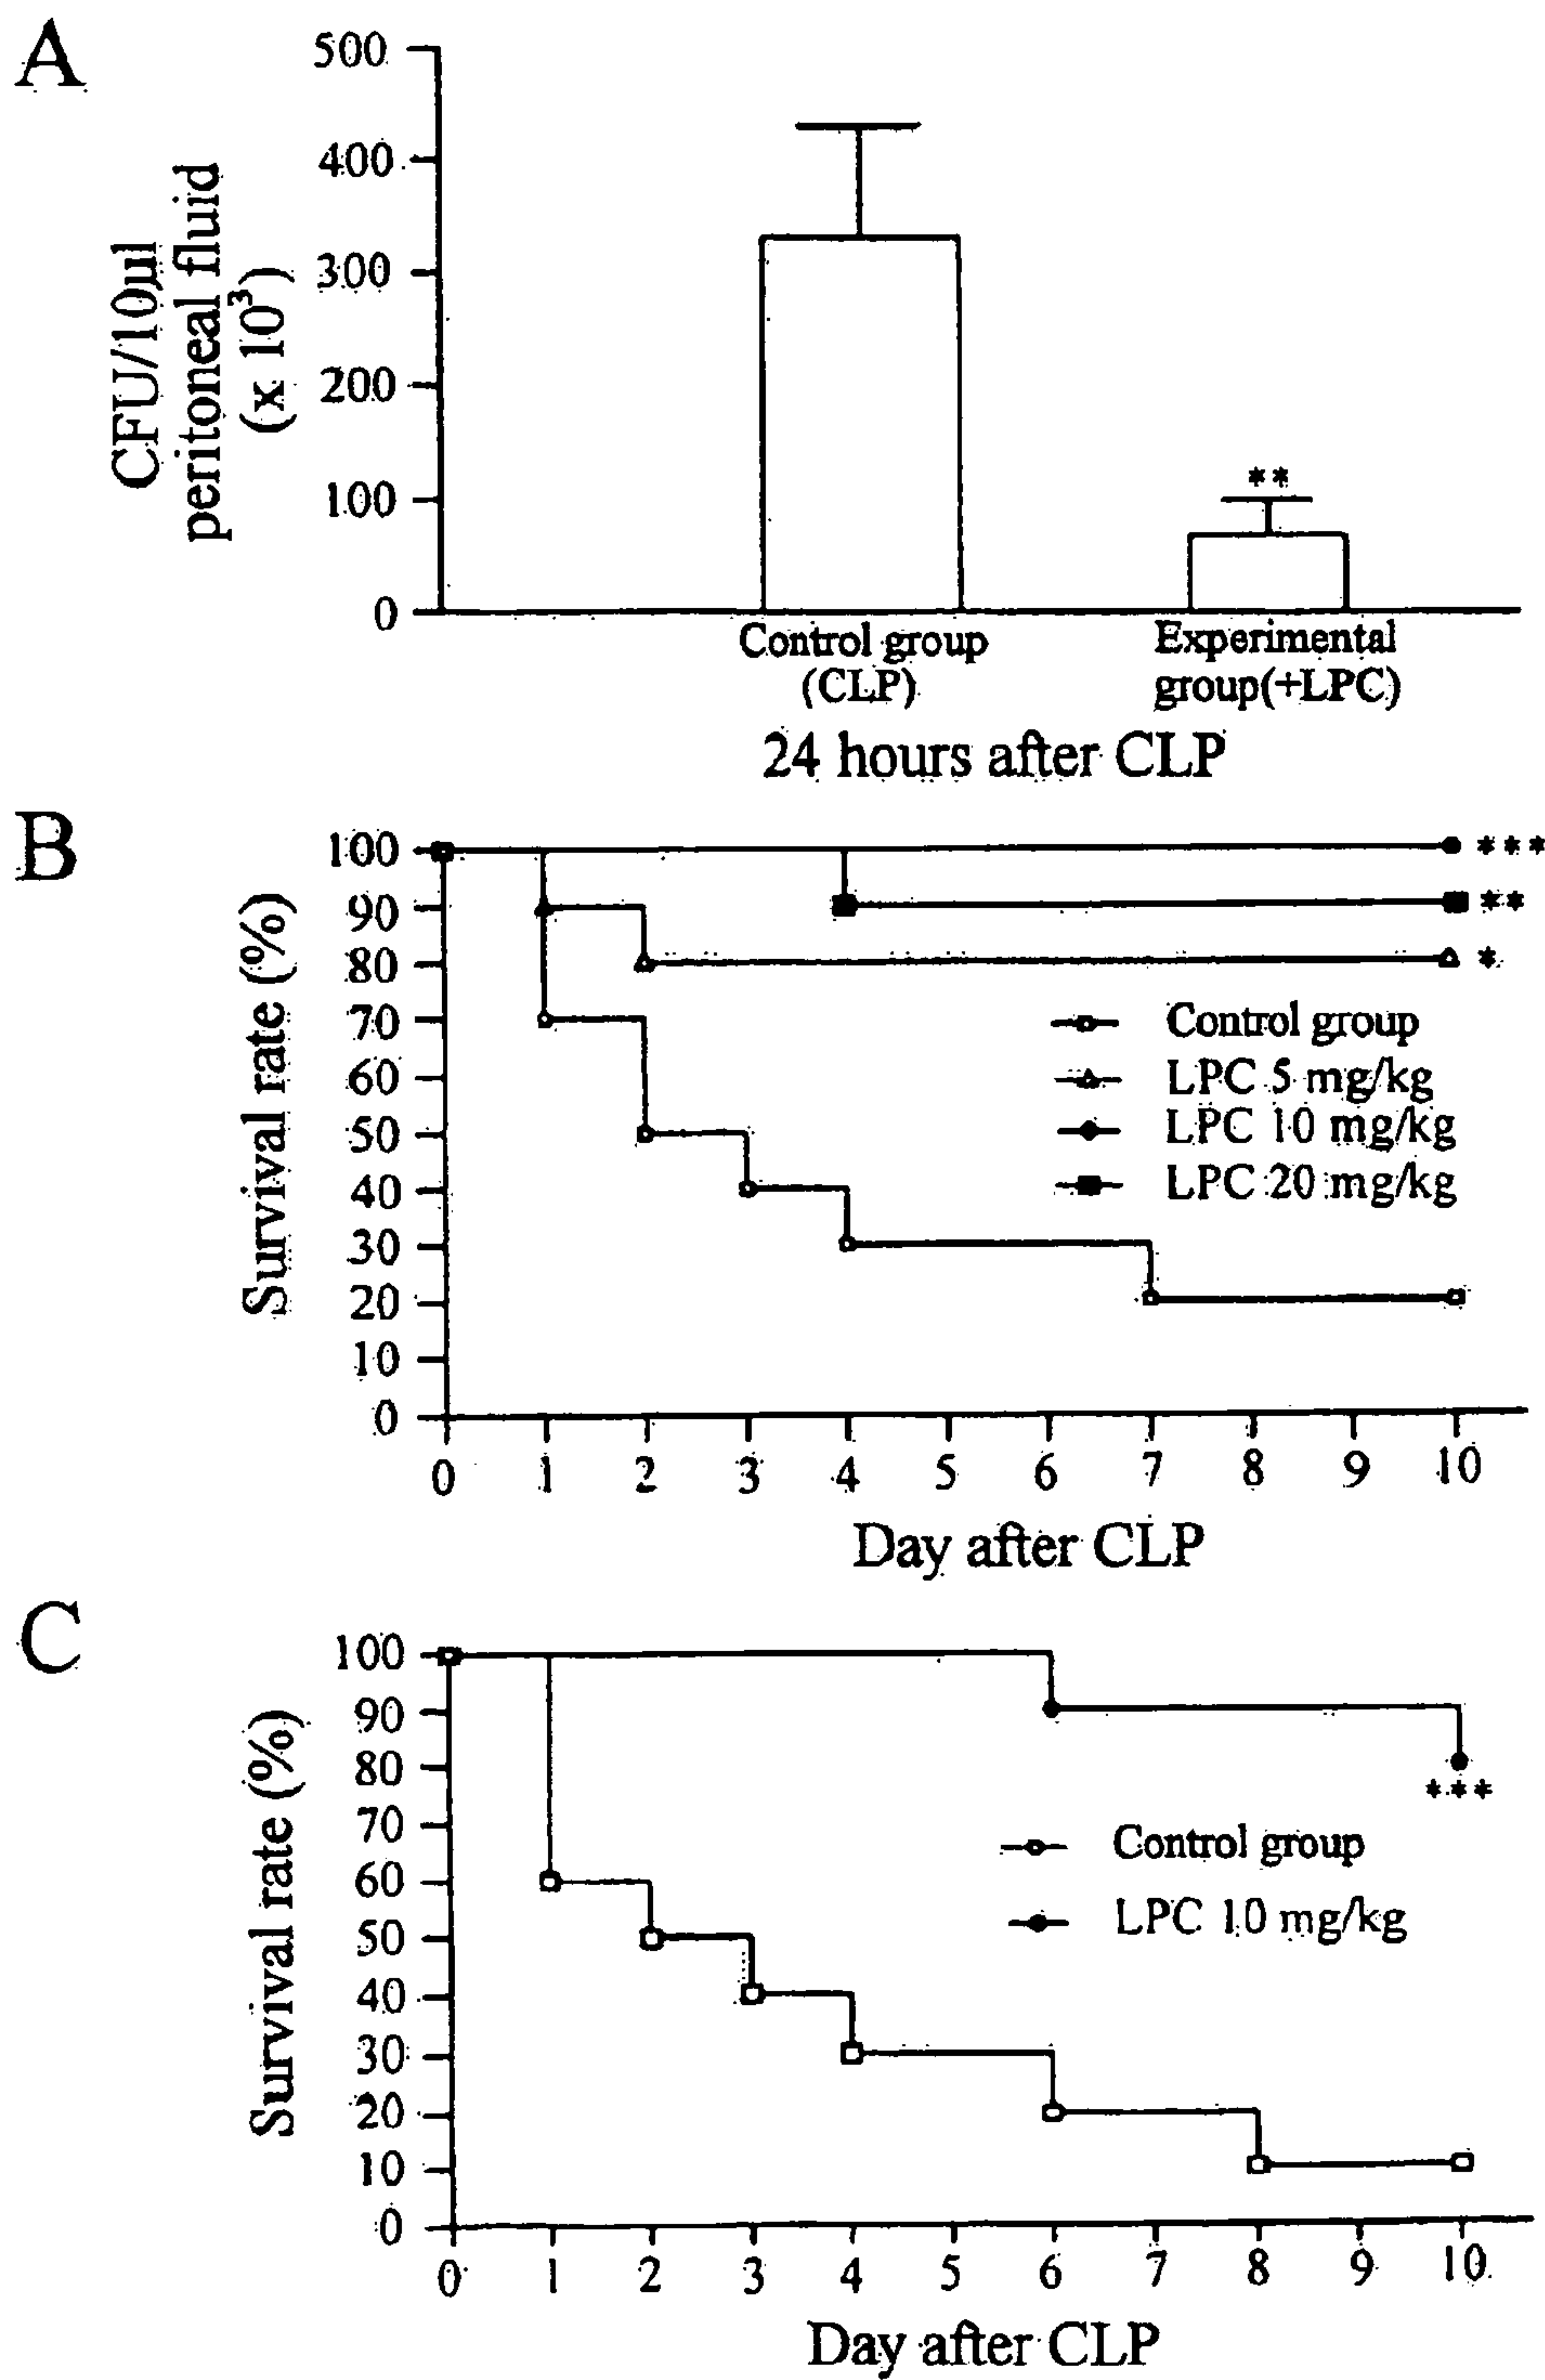 A
500
400
300
200
100
0
CFU/10µl
peritoneal fluid
(x 10³)
**
Control group
(CLP)
Experimental
group(+LPC)
24 hours after CLP
B
100
90
80
70
60
50
40
30
20
10
0
Survival rate (%)
***
**
*
Control group
LPC 5 mg/kg
LPC 10 mg/kg
LPC 20 mg/kg
0 1 2 3 4 5 6 7 8 9 10
Day after CLP
C
100
90
80
70
60
50
40
30
20
10
0
Survival rate (%)
***
Control group
LPC 10 mg/kg
0 1 2 3 4 5 6 7 8 9 10
Day after CLP